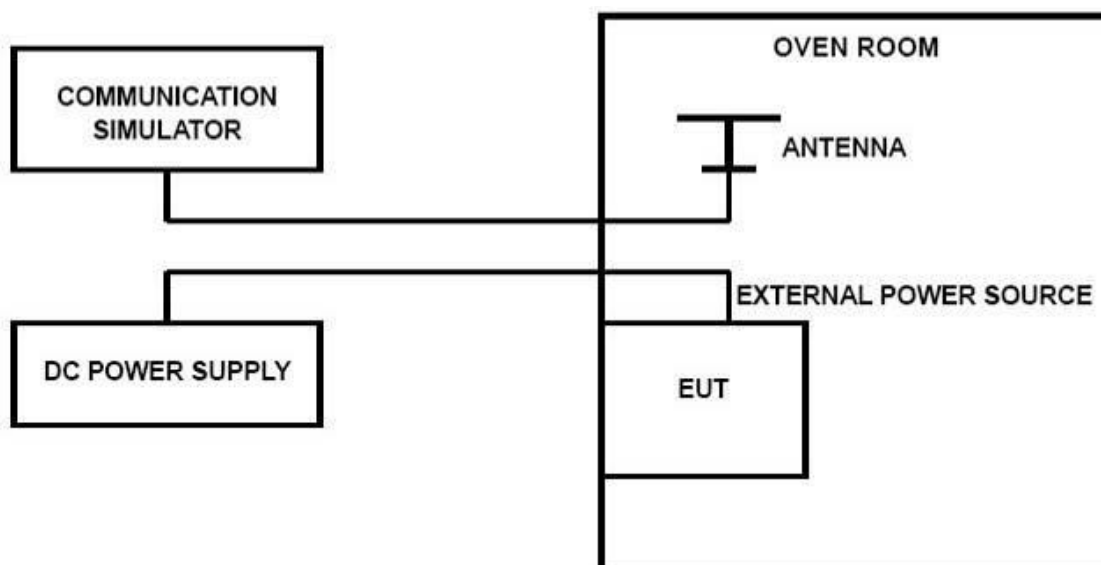 OVEN ROOM
COMMUNICATION
SIMULATOR
ANTENNA
EXTERNAL POWER SOURCE
DC POWER SUPPLY
EUT